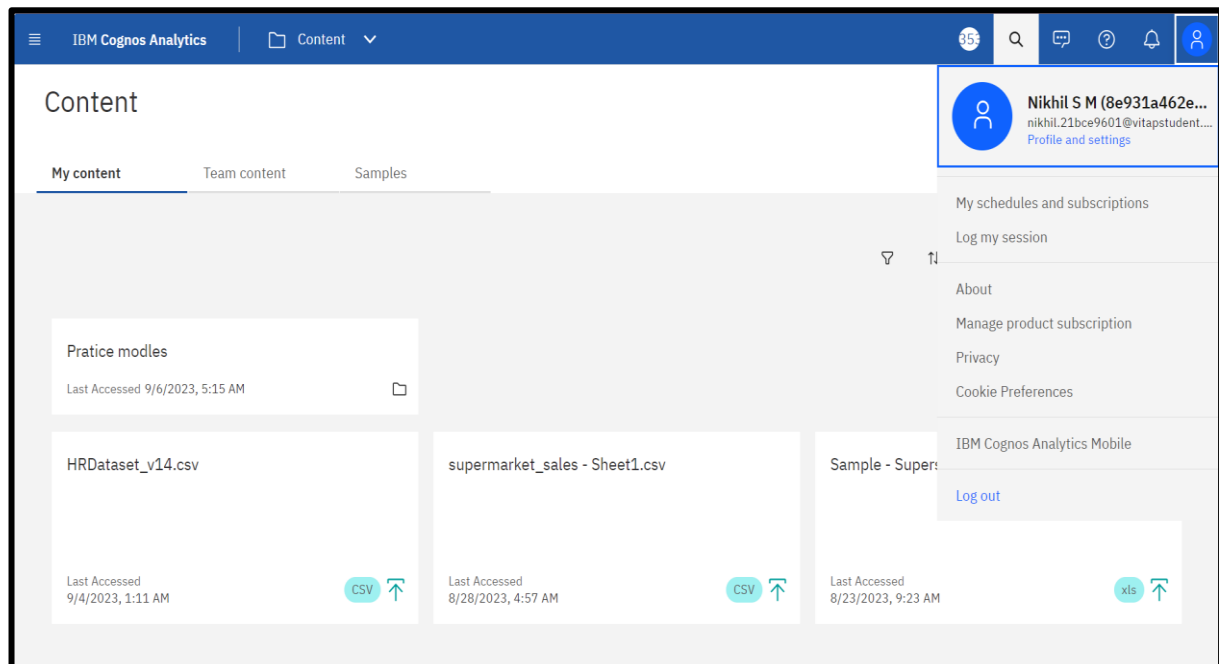 IBM Cognos Analytics
Content
353
Content
Nikhil S M (8e931a462e...
nikhil.21bce9601@vitapstudent....
Profile and settings
My content
Team content
Samples
My schedules and subscriptions
Log my session
About
Manage product subscription
Privacy
Cookie Preferences
IBM Cognos Analytics Mobile
Log out
Pratice modles
Last Accessed 9/6/2023, 5:15 AM
HRDataset_v14.csv
Last Accessed
9/4/2023, 1:11 AM
CSV
supermarket_sales - Sheet1.csv
Last Accessed
8/28/2023, 4:57 AM
CSV
Sample - Supers
Last Accessed
8/23/2023, 9:23 AM
xls